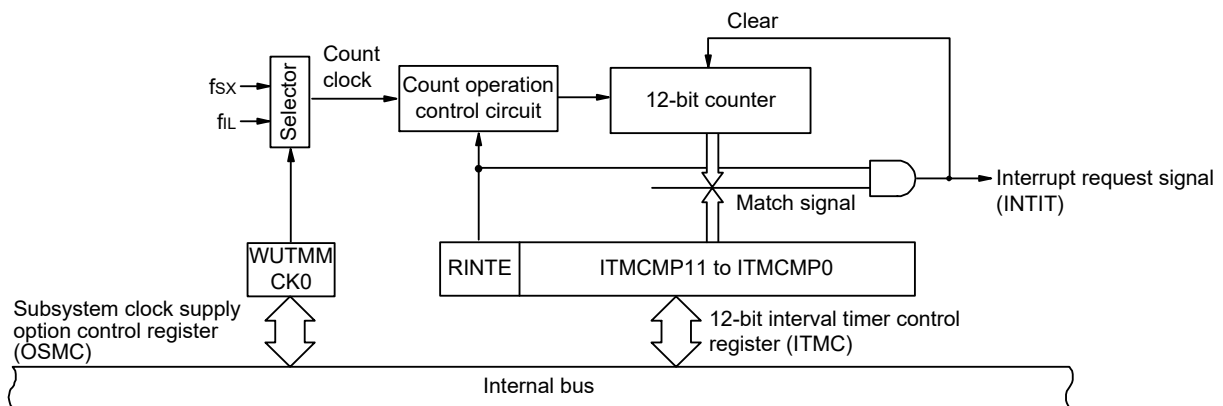 Clear
Count
clock
fSX
fIL
Selector
Count operation
control circuit
12-bit counter
Match signal
Interrupt request signal
(INTIT)
WUTMM
CK0
RINTE
ITMCMP11 to ITMCMP0
Subsystem clock supply
option control register
(OSMC)
12-bit interval timer control
register (ITMC)
Internal bus